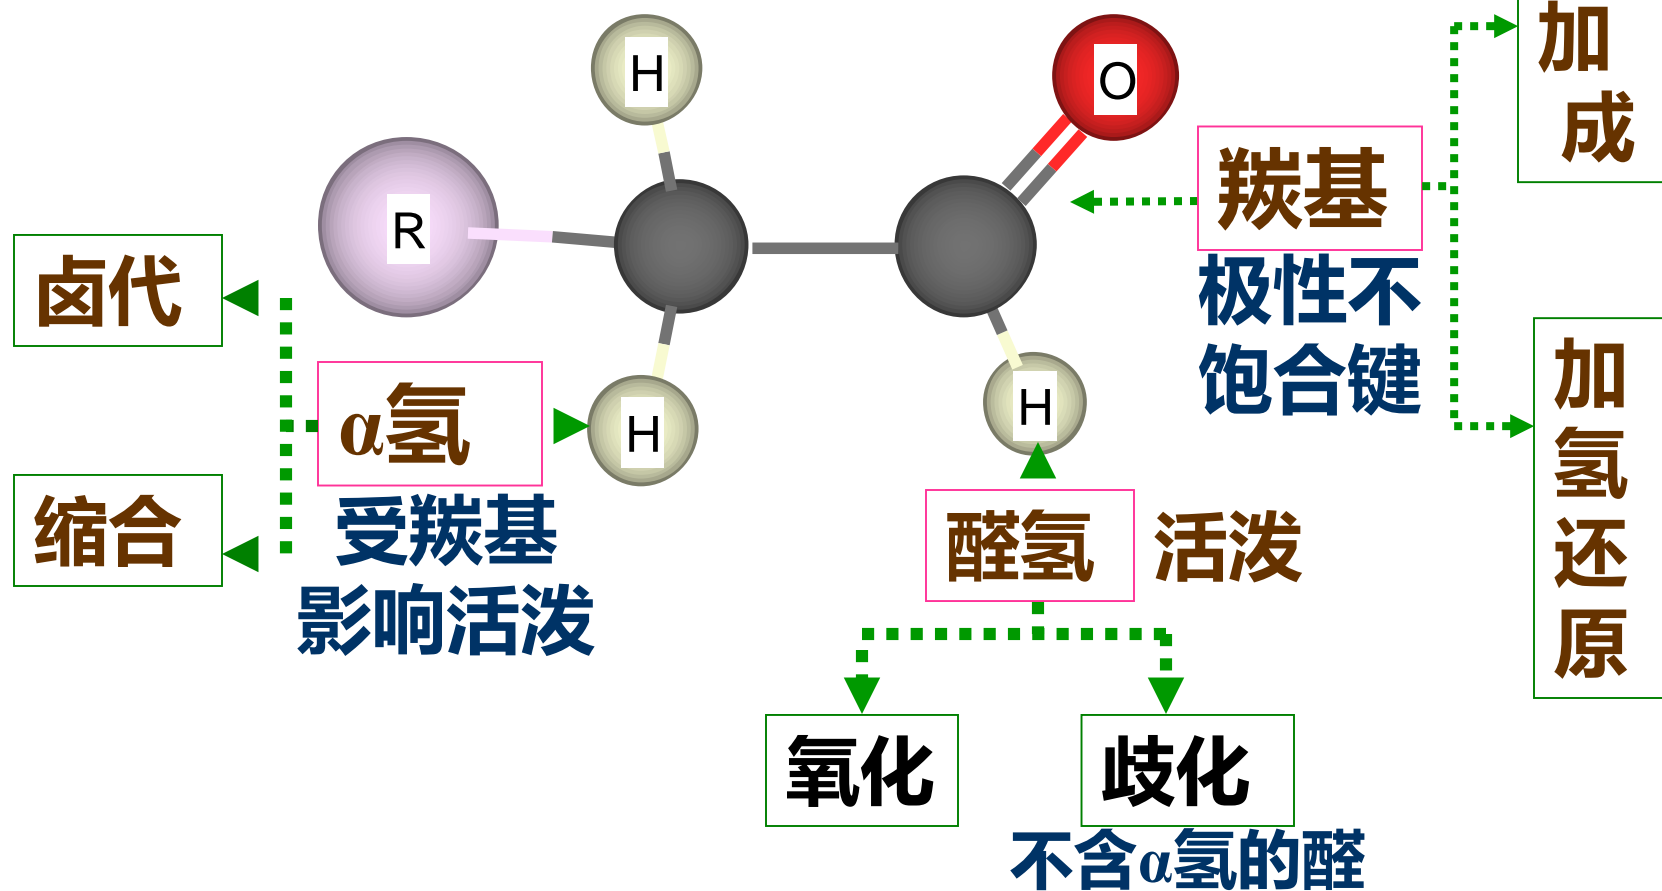 H
O
R
H
H
加
成
羰基
极性不
饱合键
卤代
α氢
缩合
受羰基
影响活泼
醛氢
活泼
加
氢
还
原
氧化
歧化
不含α氢的醛